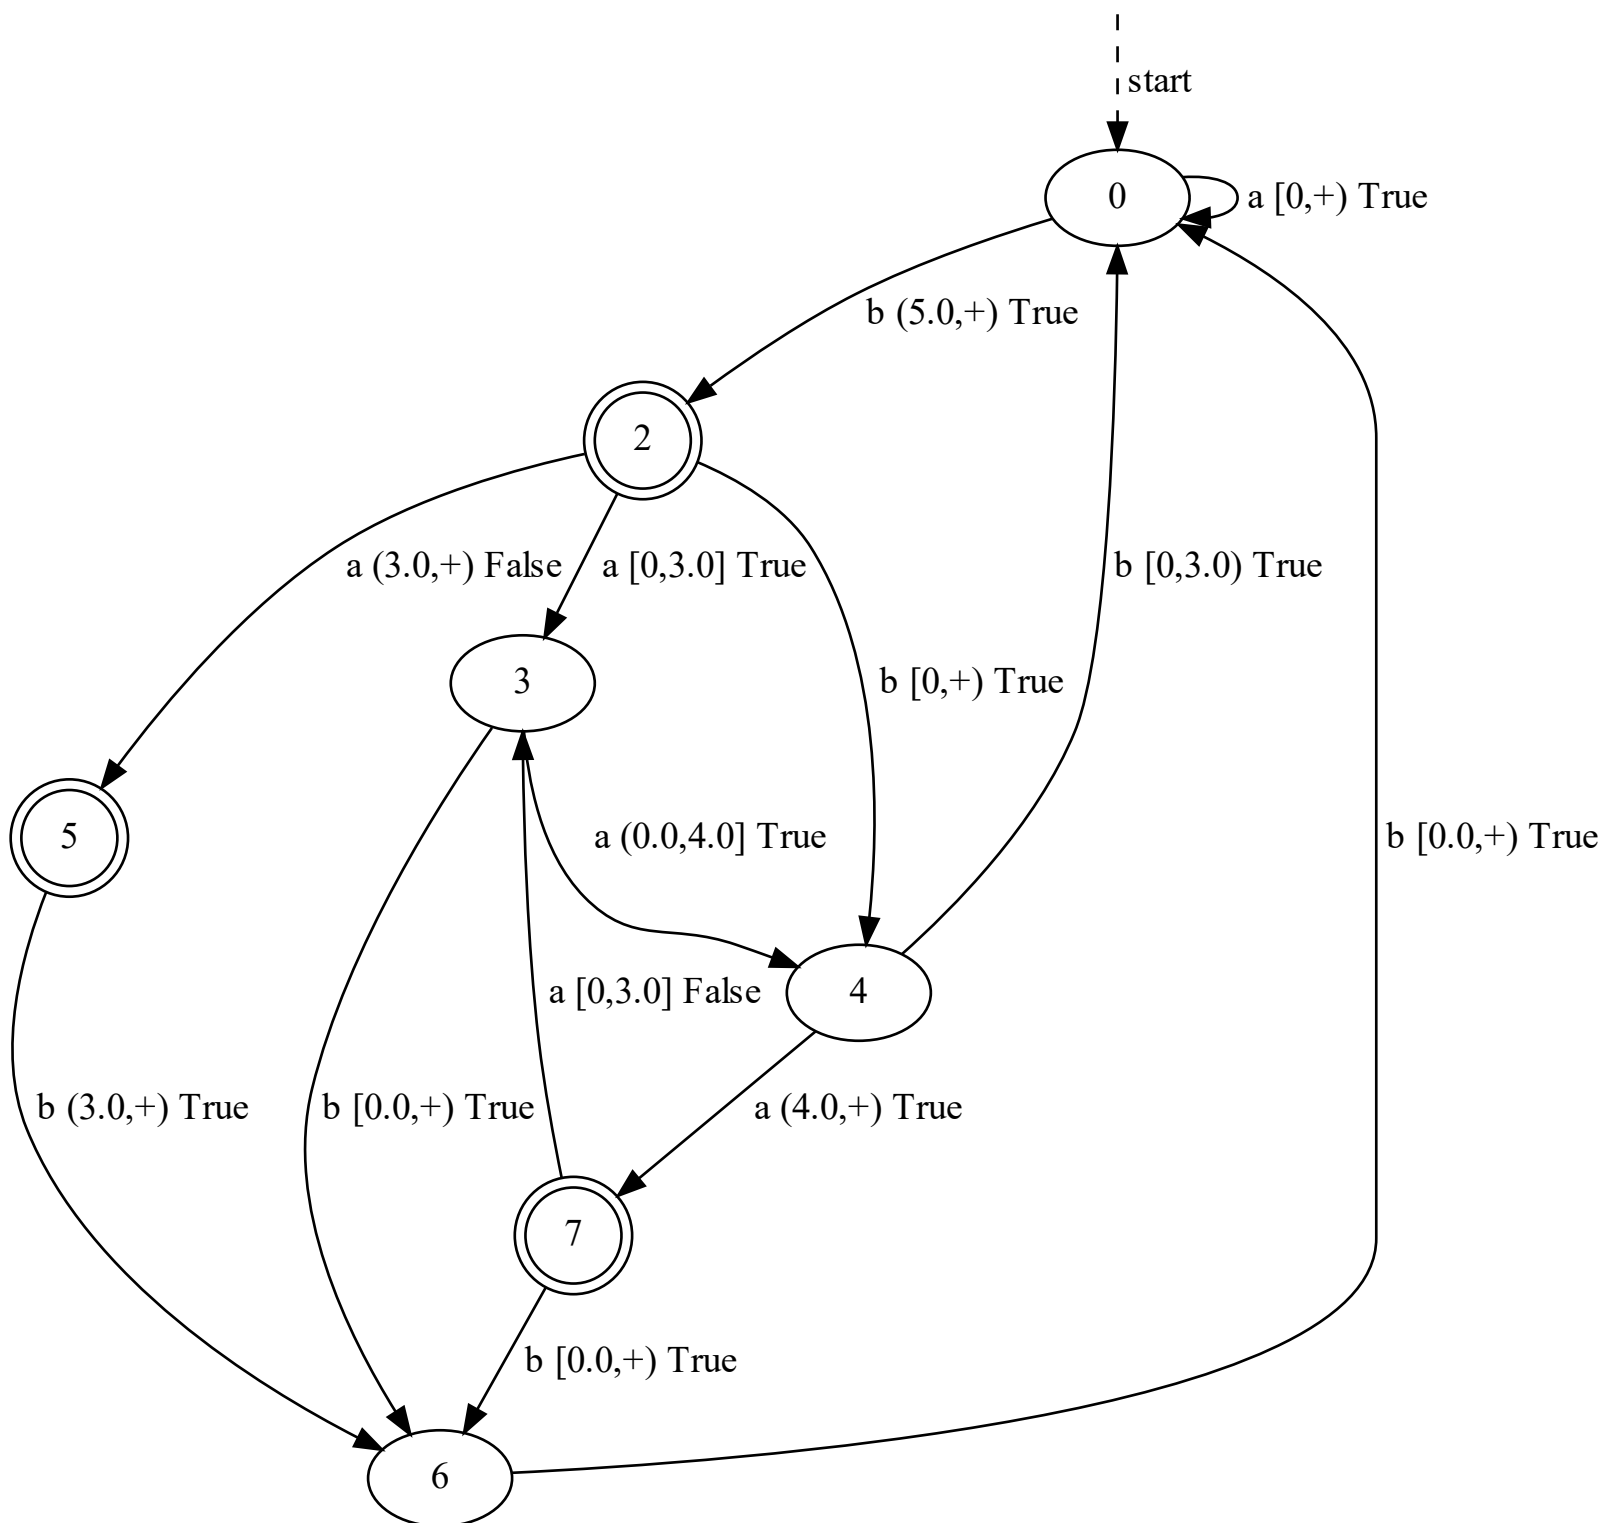 start
0
a [0,+) True
b (5.0,+) True
2
a (3.0,+) False
a [0,3.0] True
b [0,3.0) True
3
b [0,+) True
5
a (0.0,4.0] True
b [0.0,+) True
a [0,3.0] False
4
b (3.0,+) True
b [0.0,+) True
a (4.0,+) True
7
b [0.0,+) True
6